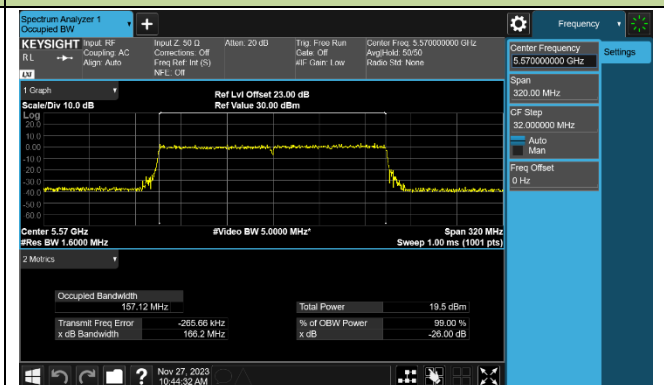 Spectrum Analyzer 1
Occupied BW
+
Frequency
KEYSIGHT
RL
Input: RF
Coupling: AC
Align: Auto
Input Z: 50 Ω
Corrections: Off
Freq Ref: Int (S)
NFE: Off
Atten: 20 dB
Trig: Free Run
Gate: Off
#IF Gain: Low
Center Freq: 5.570000000 GHz
Avg|Hold: 50/50
Radio Std: None
LXI
Center Frequency
5.570000000 GHz
Settings
Span
320.00 MHz
CF Step
32.000000 MHz
Auto
Man
Freq Offset
0 Hz
1 Graph
Scale/Div 10.0 dB
Ref Lvl Offset 23.00 dB
Ref Value 30.00 dBm
Log
20.0
10.0
0.00
-10.0
-20.0
-30.0
-40.0
-50.0
-60.0
Center 5.57 GHz
#Video BW 5.0000 MHz*
Span 320 MHz
#Res BW 1.6000 MHz
Sweep 1.00 ms (1001 pts)
2 Metrics
Occupied Bandwidth
157.12 MHz
Total Power
19.5 dBm
Transmit Freq Error
-265.66 kHz
% of OBW Power
99.00 %
x dB Bandwidth
166.2 MHz
x dB
-26.00 dB
?
Nov 27, 2023
10:44:32 AM